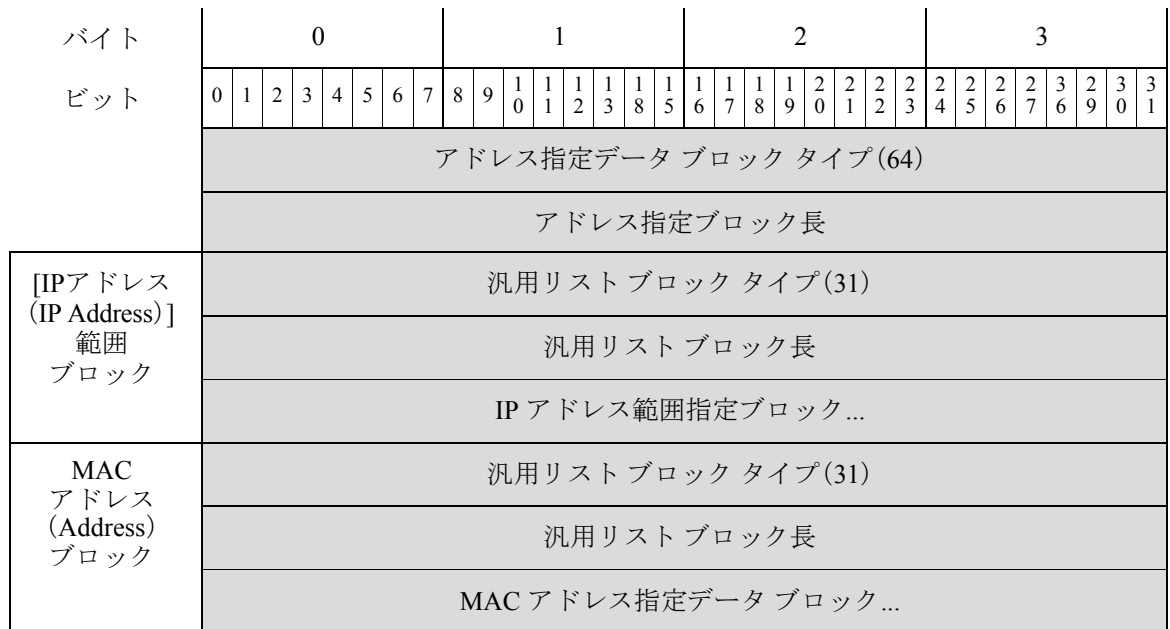 バイト 0 1 2 3
ビット 0 1 2 3 4 5 6 7 8 9 10 11 12 13 18 15 16 17 18 19 20 21 22 23 24 25 26 27 36 29 30 31
アドレス指定データ ブロック タイプ(64)
アドレス指定ブロック長
[IPアドレス
(IP Address)]
範囲
ブロック
汎用リスト ブロック タイプ(31)
汎用リスト ブロック長
IP アドレス範囲指定ブロック...
MAC
アドレス
(Address)
ブロック
汎用リスト ブロック タイプ(31)
汎用リスト ブロック長
MAC アドレス指定データ ブロック...